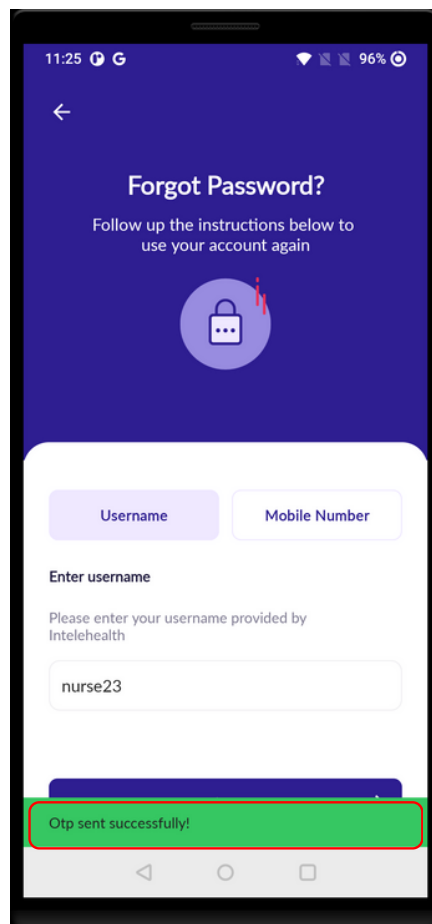 11:25 G 96%
Forgot Password?
Follow up the instructions below to
use your account again
Username
Mobile Number
Enter username
Please enter your username provided by
Intelehealth
nurse23
Otp sent successfully!